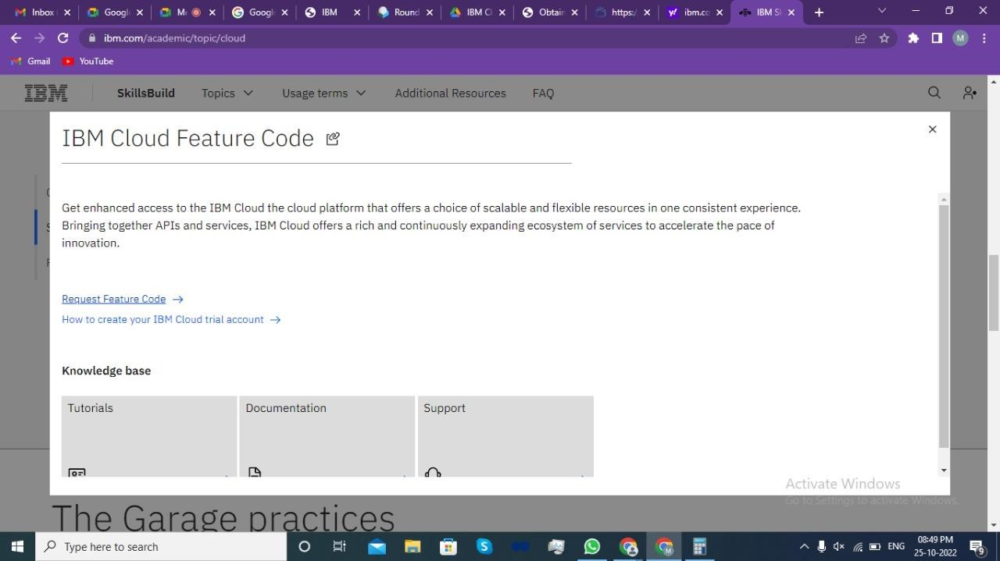 Inbox
Googl
M
Googl
IBM
Round
IBM Cl
Obtain
https:/
ibm.co
IBM Sk
ibm.com/academic/topic/cloud
M
Gmail
YouTube
IBM
SkillsBuild
Topics
Usage terms
Additional Resources
FAQ
IBM Cloud Feature Code
Get enhanced access to the IBM Cloud the cloud platform that offers a choice of scalable and flexible resources in one consistent experience.
Bringing together APIs and services, IBM Cloud offers a rich and continuously expanding ecosystem of services to accelerate the pace of
innovation.
Request Feature Code →
How to create your IBM Cloud trial account →
Knowledge base
Tutorials
Documentation
Support
Activate Windows
Go to Settings to activate Windows.
The Garage practices
Type here to search
ENG
08:49 PM
25-10-2022
9